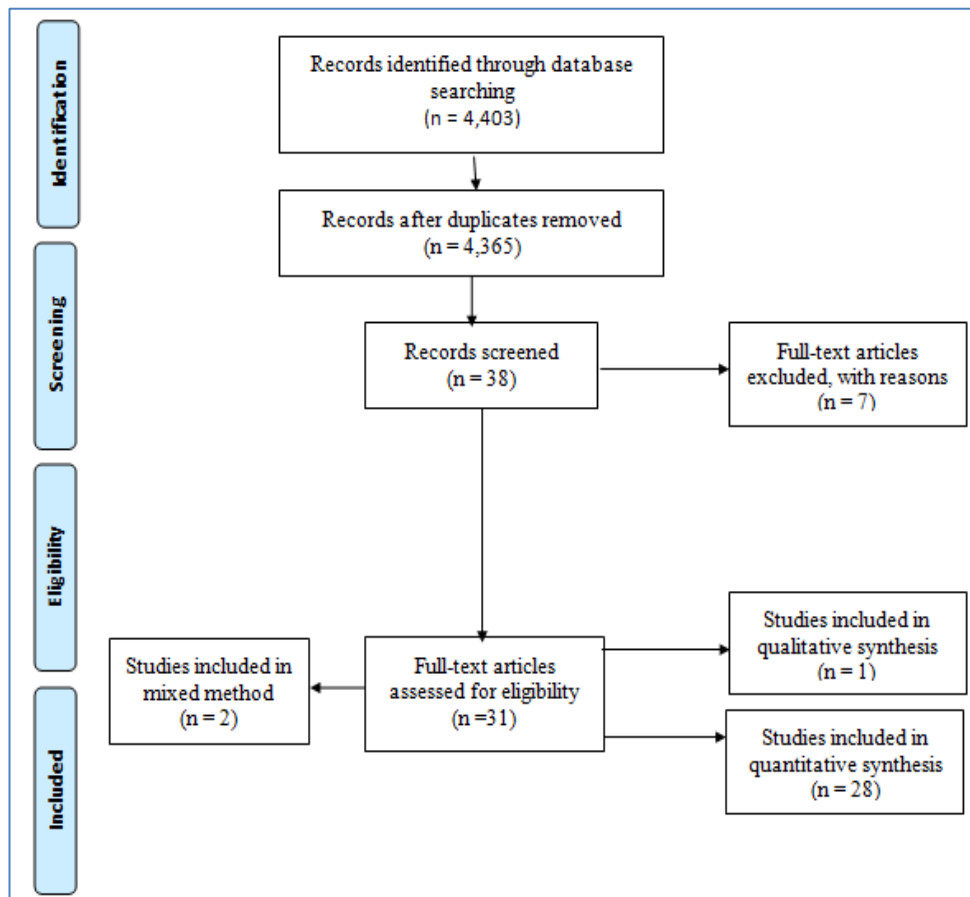 Identification
Records identified through database
searching
(n = 4,403)
Records after duplicates removed
(n = 4,365)
Screening
Records screened
(n = 38)
Full-text articles
excluded, with reasons
(n = 7)
Eligibility
Studies included in
qualitative synthesis
(n = 1)
Studies included in
mixed method
(n = 2)
Full-text articles
assessed for eligibility
(n =31)
Included
Studies included in
quantitative synthesis
(n = 28)